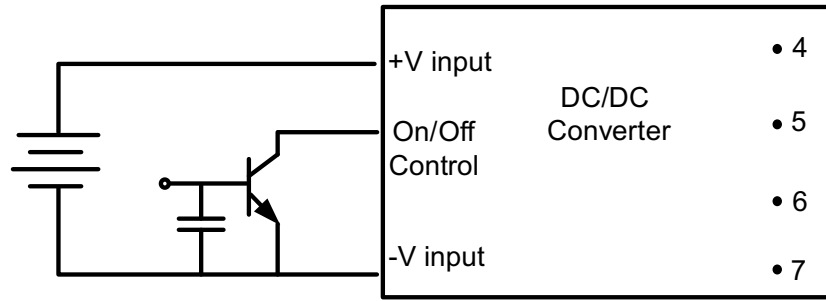 +V input
On/Off
Control
-V input
DC/DC
Converter
4
5
6
7